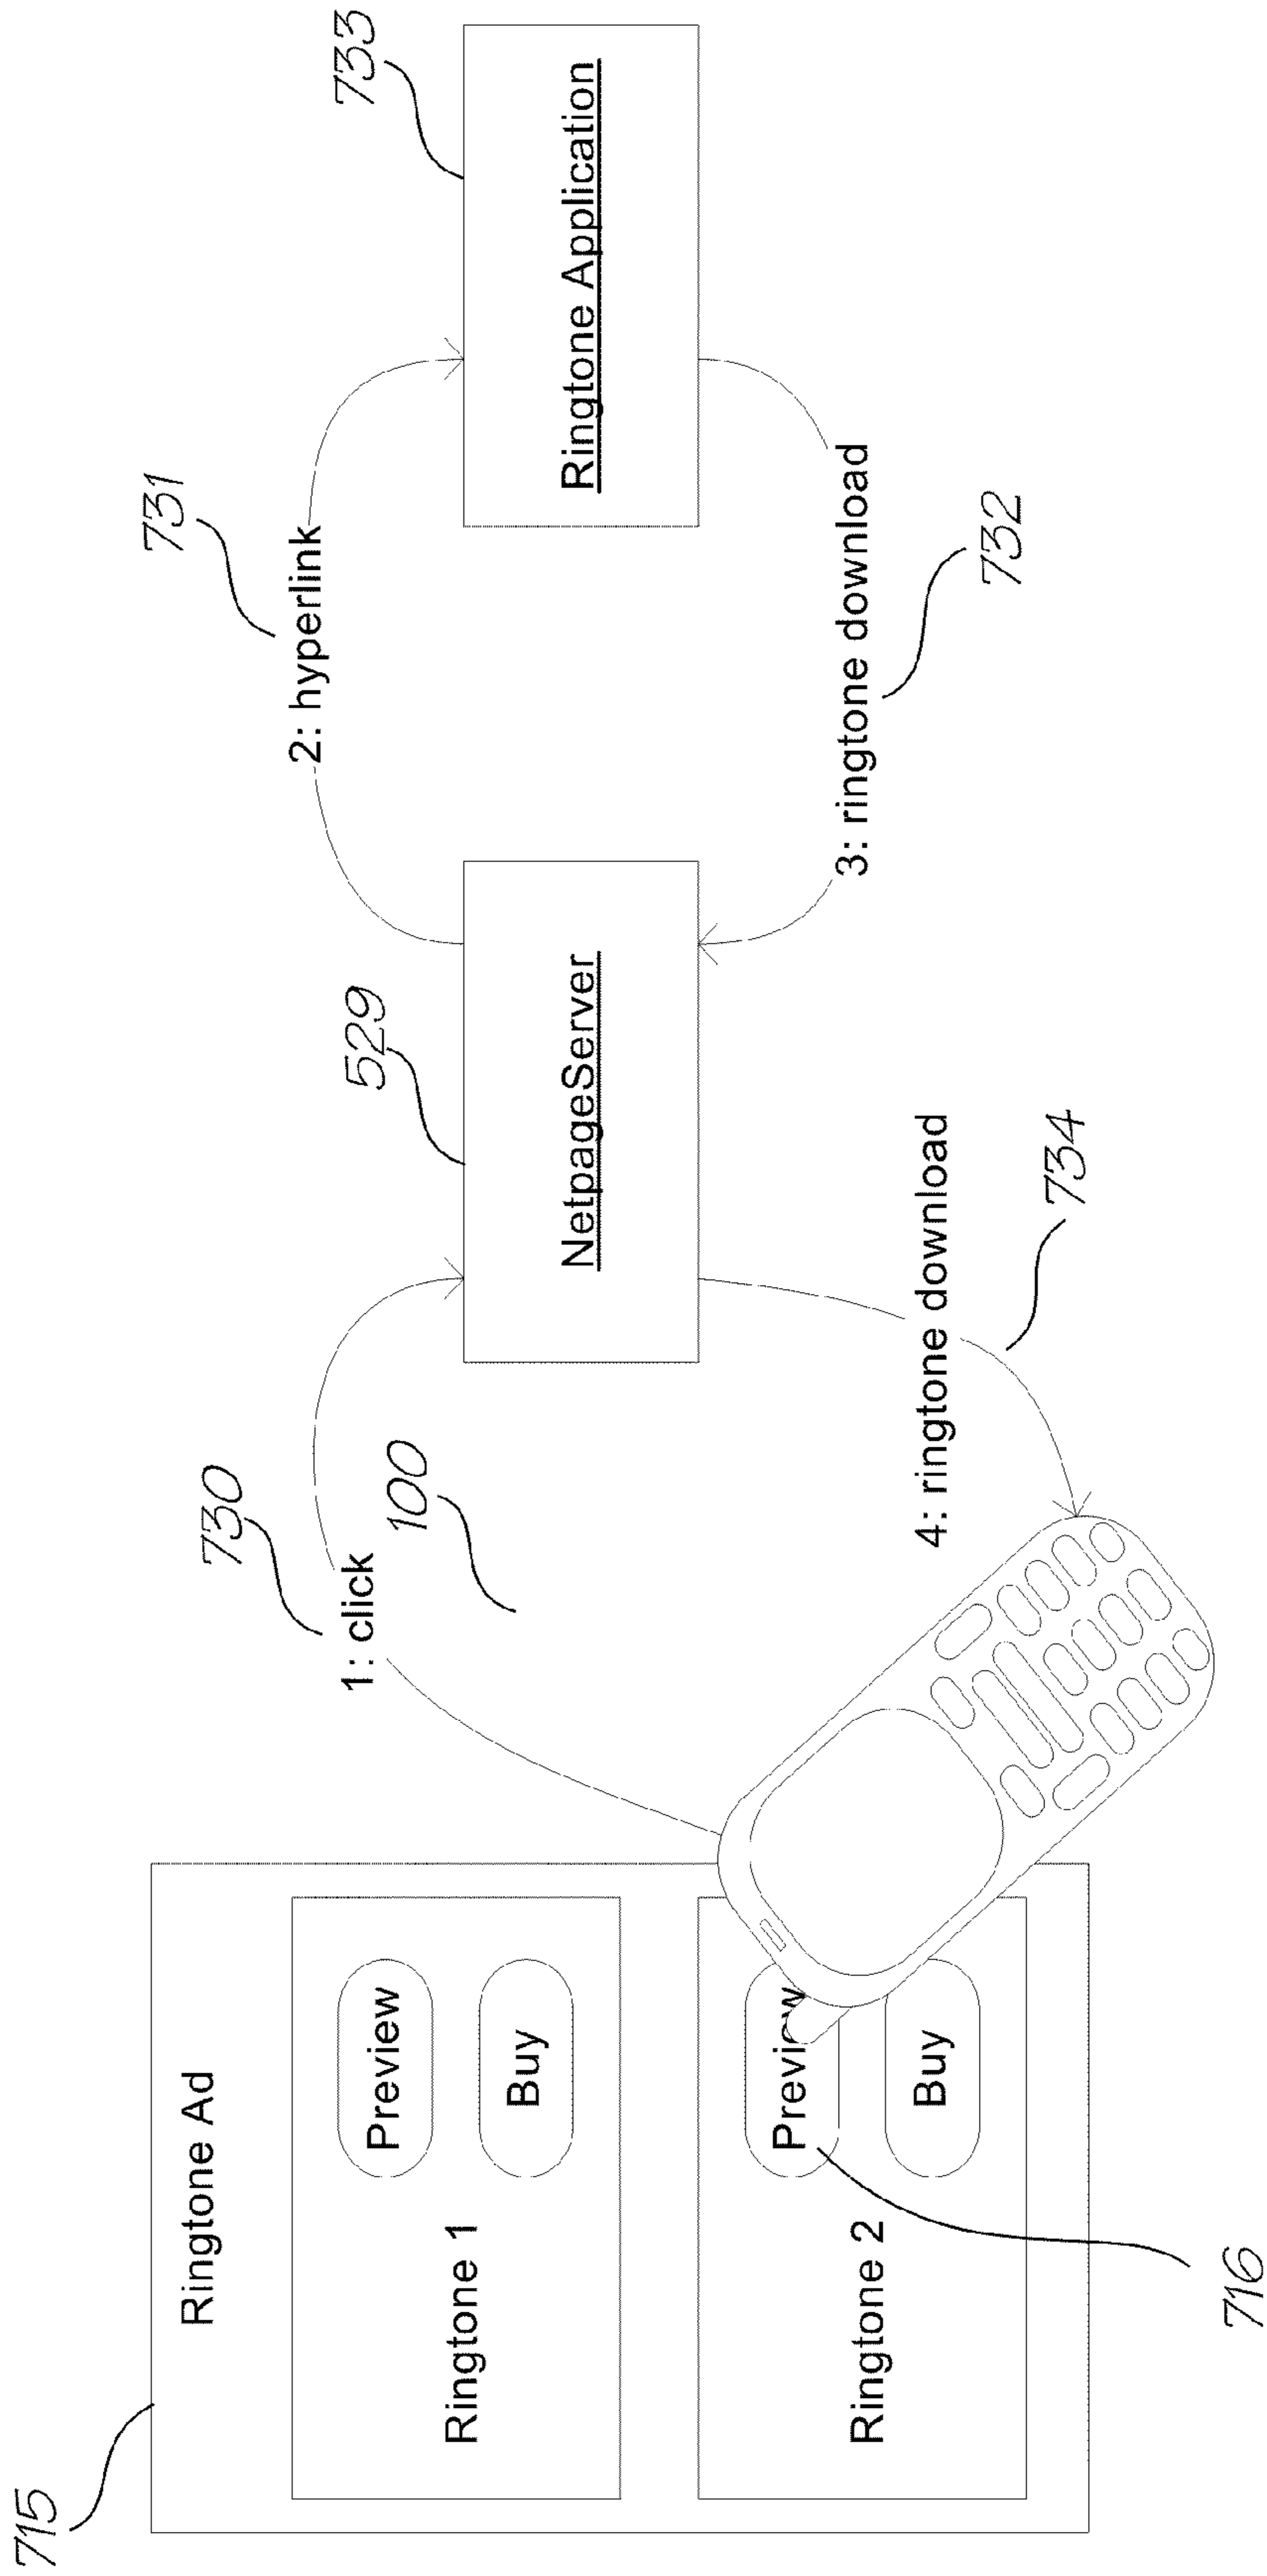 715
Ringtone Ad
Ringtone 1
Preview
Buy
Ringtone 2
Preview
Buy
716
730
1: click
100
529
NetpageServer
731
2: hyperlink
733
Ringtone Application
3: ringtone download
732
4: ringtone download
734